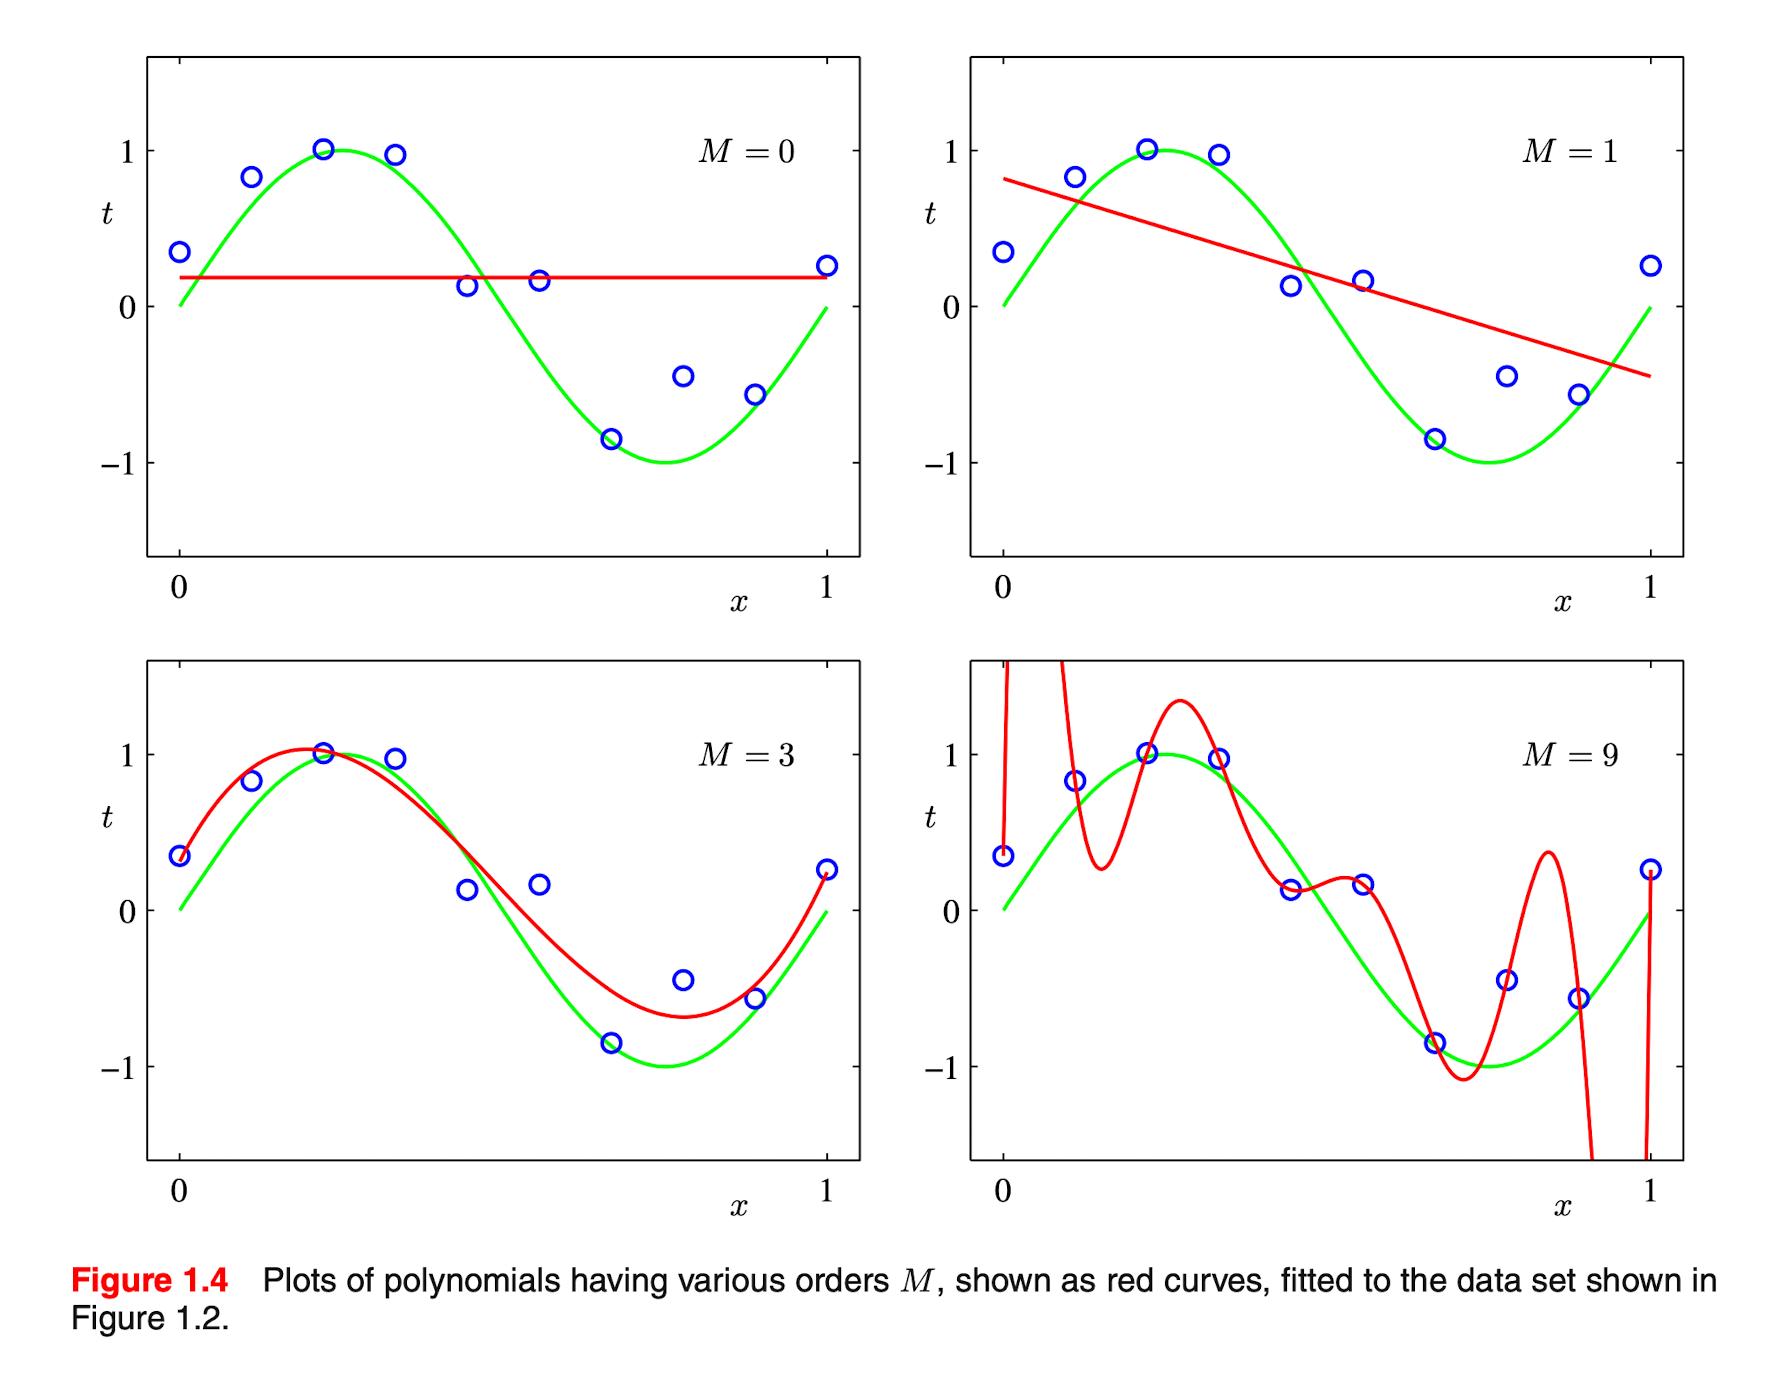 M = 0
1
t
0
−1
0
x
1
M = 1
1
t
0
−1
0
x
1
M = 3
1
t
0
−1
0
x
1
M = 9
1
t
0
−1
0
x
1
Figure 1.4 Plots of polynomials having various orders M, shown as red curves, fitted to the data set shown in
Figure 1.2.